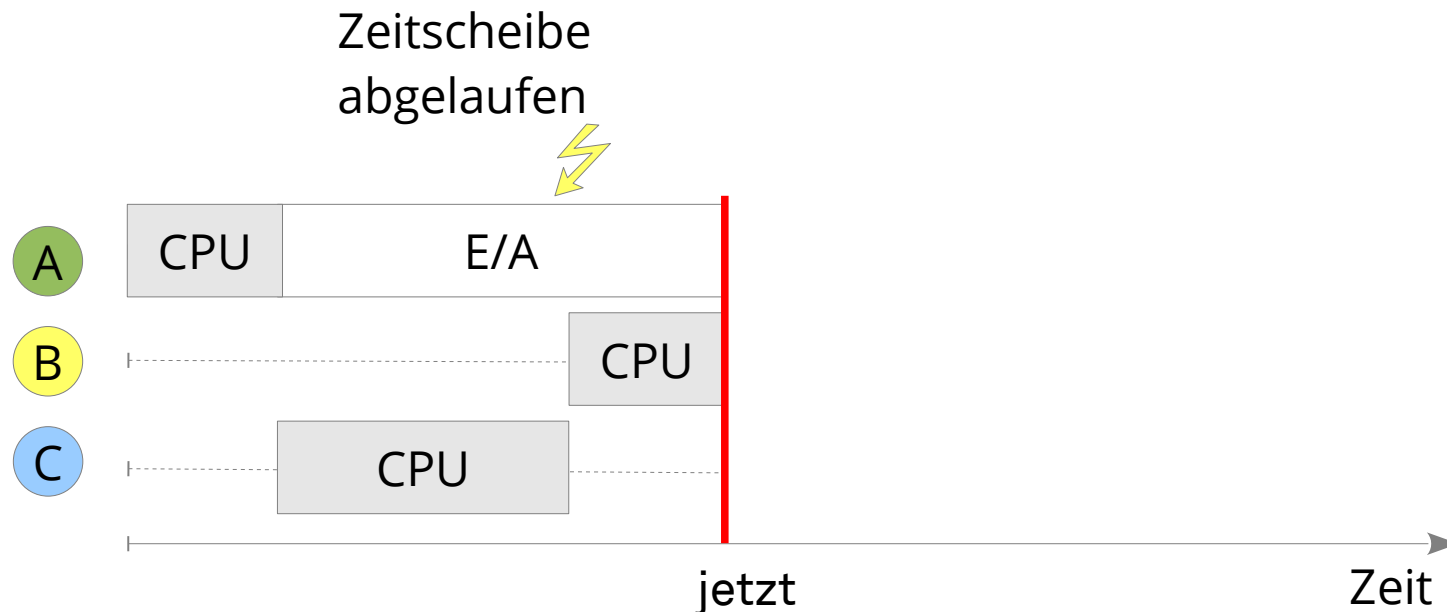 Zeitscheibe
abgelaufen
A
CPU
E/A
B
CPU
C
CPU
jetzt
Zeit